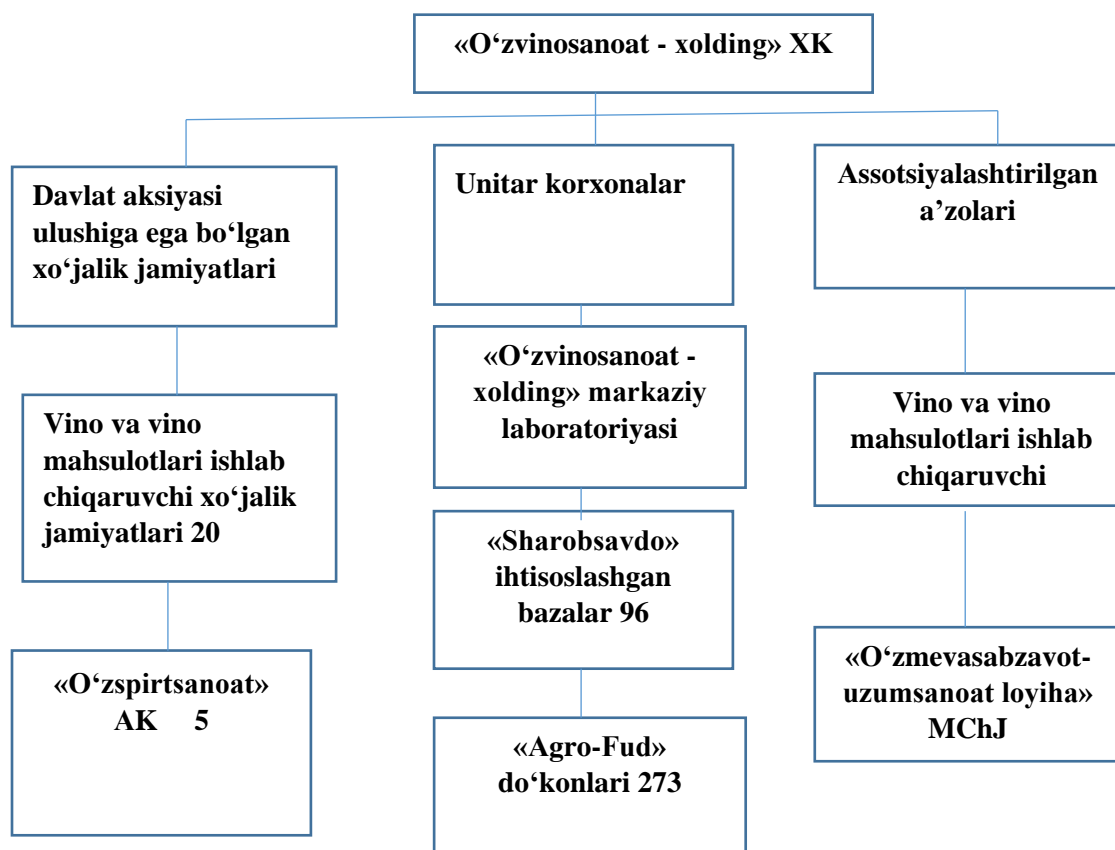 «O‘zvinosanoat - xolding» XK
Davlat aksiyasi
ulushiga ega bo‘lgan
xo‘jalik jamiyatlari
Vino va vino
mahsulotlari ishlab
chiqaruvchi xo‘jalik
jamiyatlari 20
«O‘zspirtsanoat»
AK 5
Unitar korxonalar
«O‘zvinosanoat -
xolding» markaziy
laboratoriyasi
«Sharobsavdo»
ihtisoslashgan
bazalar 96
«Agro-Fud»
do‘konlari 273
Assotsiyalashtirilgan
a’zolari
Vino va vino
mahsulotlari ishlab
chiqaruvchi
«O‘zmevasabzavot-
uzumsanoat loyiha»
MChJ